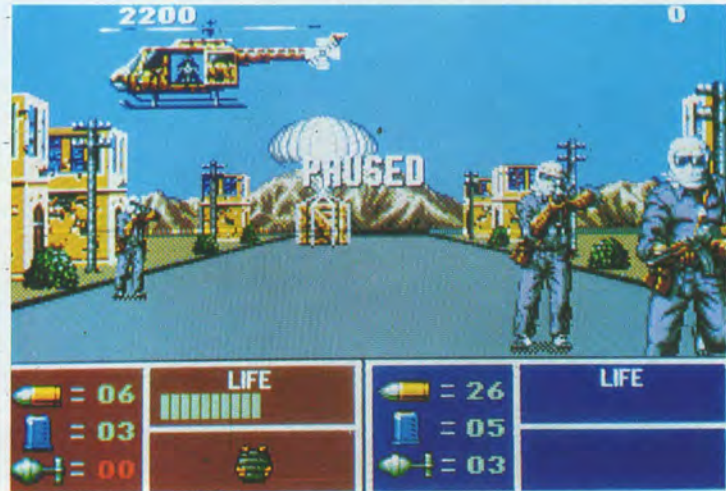 2200 0
PAUSED
= 06
= 03
= 00
LIFE
= 26
= 05
= 03
LIFE